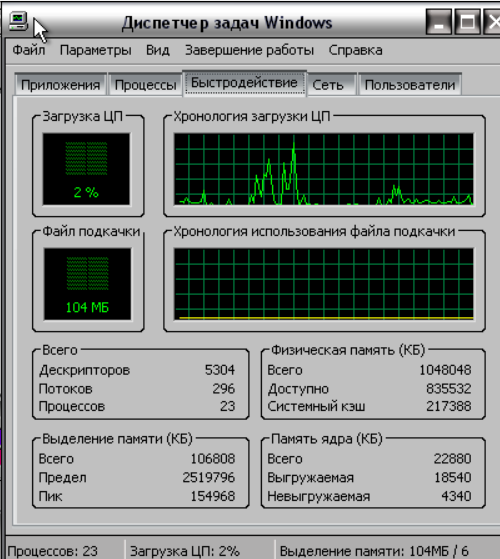 Диспетчер задач Windows
Файл Параметры Вид Завершение работы Справка
Приложения Процессы Быстродействие Сеть Пользователи
Загрузка ЦП Хронология загрузки ЦП
2 %
Файл подкачки Хронология использования файла подкачки
104 МБ
Всего
Дескрипторов 5304
Потоков 296
Процессов 23
Физическая память (КБ)
Всего 1048048
Доступно 835532
Системный кэш 217388
Выделение памяти (КБ)
Всего 106808
Предел 2519796
Пик 154968
Память ядра (КБ)
Всего 22880
Выгружаемая 18540
Невыгружаемая 4340
Процессов: 23 Загрузка ЦП: 2% Выделение памяти: 104МБ / 6